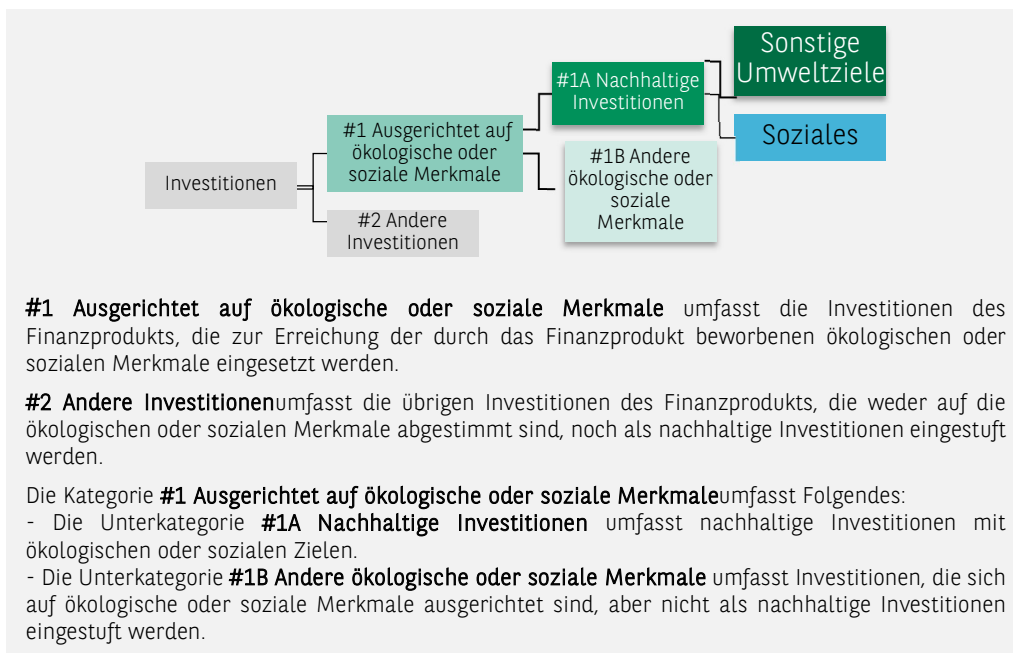 Sonstige
Umweltziele
#1A Nachhaltige
Investitionen
Soziales
#1 Ausgerichtet auf
ökologische oder
soziale Merkmale
#1B Andere
ökologische oder
soziale
Merkmale
Investitionen
#2 Andere
Investitionen
#1 Ausgerichtet auf ökologische oder soziale Merkmale umfasst die Investitionen des
Finanzprodukts, die zur Erreichung der durch das Finanzprodukt beworbenen ökologischen oder
sozialen Merkmale eingesetzt werden.
#2 Andere Investitionenumfasst die übrigen Investitionen des Finanzprodukts, die weder auf die
ökologischen oder sozialen Merkmale abgestimmt sind, noch als nachhaltige Investitionen eingestuft
werden.
Die Kategorie #1 Ausgerichtet auf ökologische oder soziale Merkmaleumfasst Folgendes:
- Die Unterkategorie #1A Nachhaltige Investitionen umfasst nachhaltige Investitionen mit
ökologischen oder sozialen Zielen.
- Die Unterkategorie #1B Andere ökologische oder soziale Merkmale umfasst Investitionen, die sich
auf ökologische oder soziale Merkmale ausgerichtet sind, aber nicht als nachhaltige Investitionen
eingestuft werden.